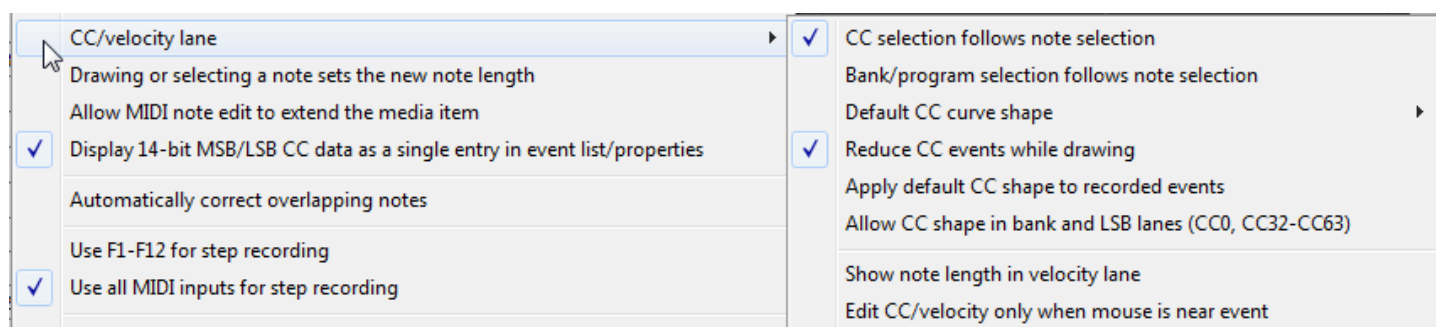 CC/velocity lane
Drawing or selecting a note sets the new note length
Allow MIDI note edit to extend the media item
Display 14-bit MSB/LSB CC data as a single entry in event list/properties
Automatically correct overlapping notes
Use F1-F12 for step recording
Use all MIDI inputs for step recording
CC selection follows note selection
Bank/program selection follows note selection
Default CC curve shape
Reduce CC events while drawing
Apply default CC shape to recorded events
Allow CC shape in bank and LSB lanes (CC0, CC32-CC63)
Show note length in velocity lane
Edit CC/velocity only when mouse is near event